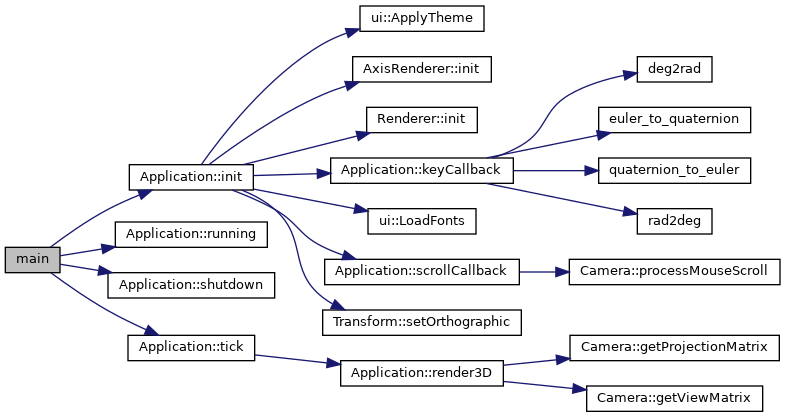 main
Application::init
Application::running
Application::shutdown
Application::tick
ui::ApplyTheme
AxisRenderer::init
Renderer::init
Application::keyCallback
ui::LoadFonts
Application::scrollCallback
Transform::setOrthographic
Application::render3D
deg2rad
euler_to_quaternion
quaternion_to_euler
rad2deg
Camera::processMouseScroll
Camera::getProjectionMatrix
Camera::getViewMatrix